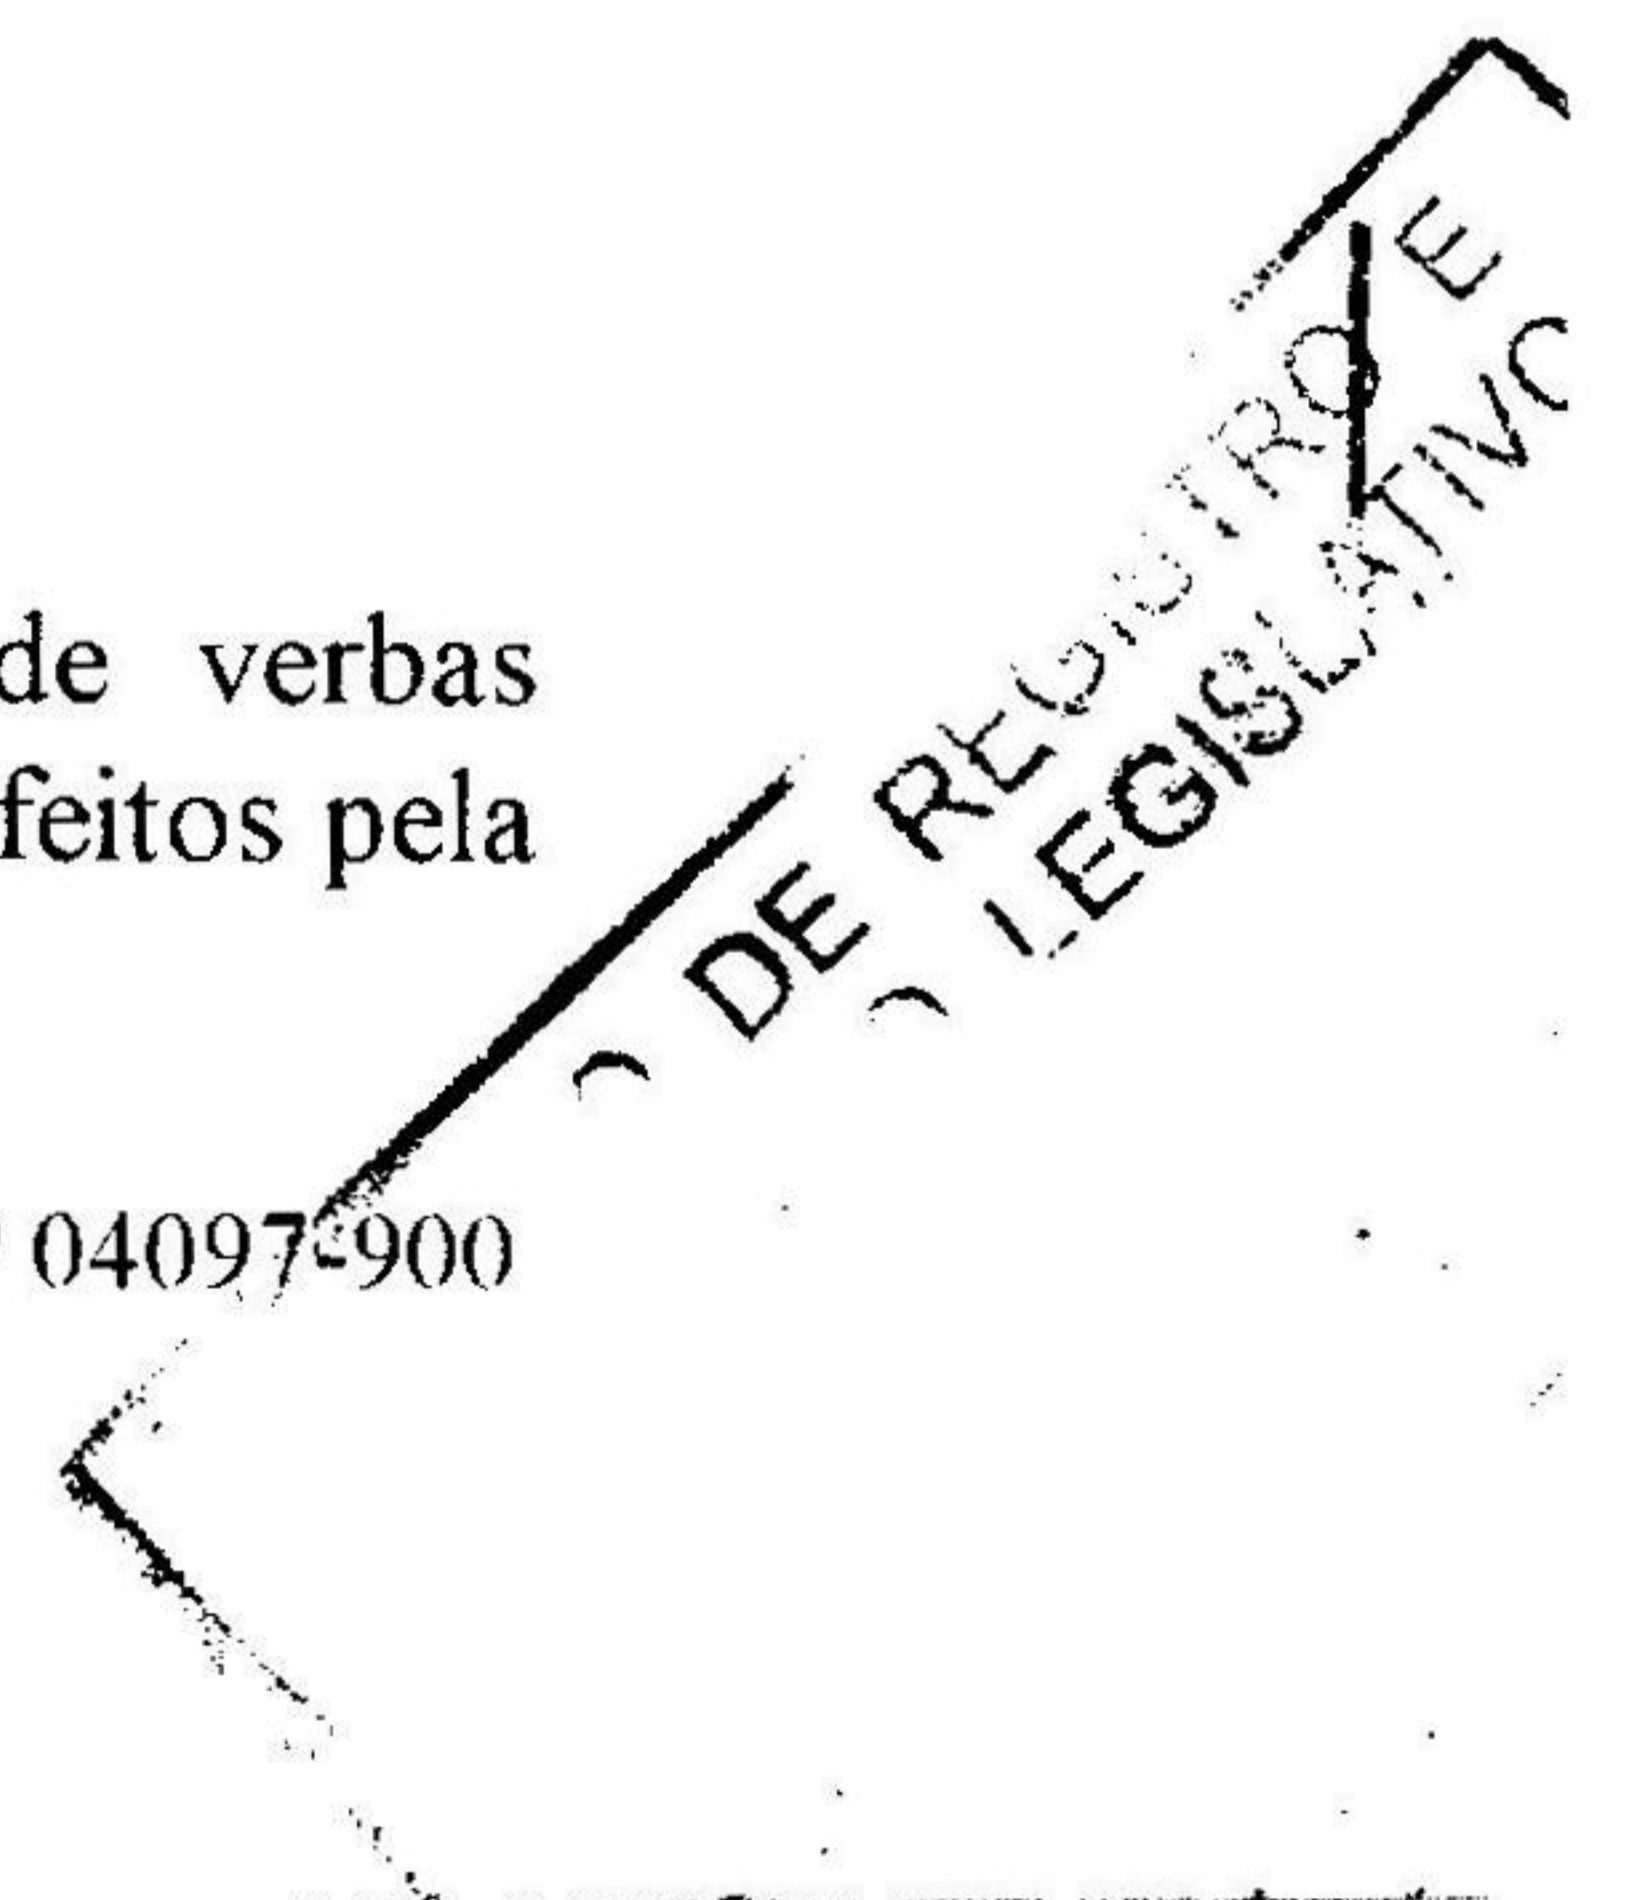 de verbas
feitos pela
04097-900
DE REGISTRO E
LEGISLATIVO